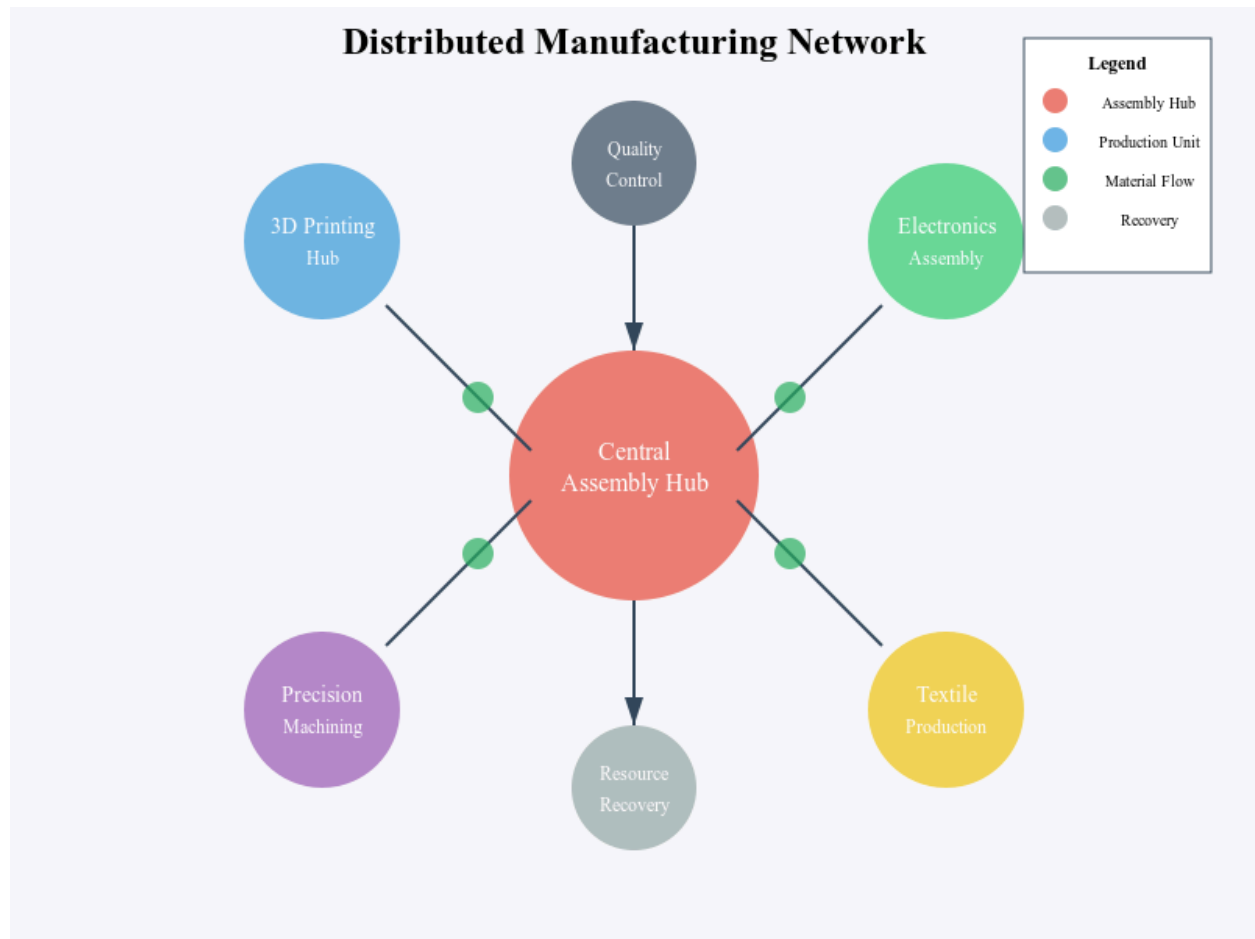 Distributed Manufacturing Network
Legend
Assembly Hub
Production Unit
Material Flow
Recovery
Quality
Control
3D Printing
Hub
Electronics
Assembly
Central
Assembly Hub
Precision
Machining
Textile
Production
Resource
Recovery